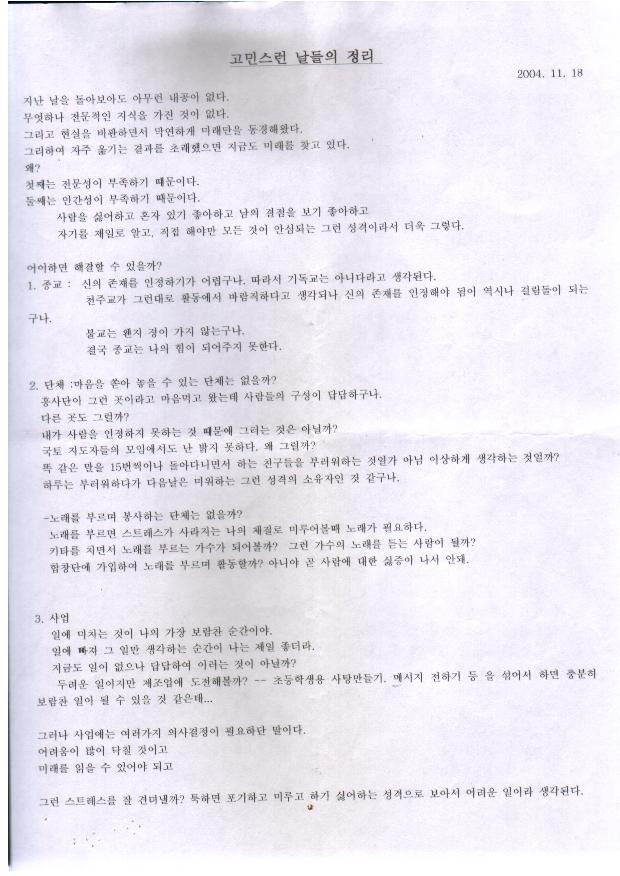 고민스런 날들의 정리
2004. 11. 18
지난 날을 돌아보아도 아무런 내공이 없다.
무엇하나 전문적인 지식을 가진 것이 없다.
그리고 현실을 비판하면서 막연하게 미래만을 동경해왔다.
그리하여 자주 옮기는 결과를 초래했으면 지금도 미래를 찾고 있다.
왜?
첫째는 전문성이 부족하기 때문이다.
둘째는 인간성이 부족하기 때문이다.
사람을 싫어하고 혼자 있기 좋아하고 남의 결점을 보기 좋아하고
자기를 제일로 알고, 직접 해야만 모든 것이 안심되는 그런 성격이라서 더욱 그렇다.
어이하면 해결할 수 있을까?
1. 종교 : 신의 존재를 인정하기가 어렵구나. 따라서 기독교는 아니다라고 생각된다.
천주교가 그런대로 활동에서 바람직하다고 생각되나 신의 존재를 인정해야 됨이 역시나 걸림돌이 되는
구나.
불교는 웬지 정이 가지 않는구나.
결국 종교는 나의 힘이 되어주지 못한다.
2. 단체 :마음을 쏟아 놓을 수 있는 단체는 없을까?
흥사단이 그런 곳이라고 마음먹고 왔는데 사람들의 구성이 답답하구나.
다른 곳도 그럴까?
내가 사람을 인정하지 못하는 것 때문에 그러는 것은 아닐까?
국토 지도자들의 모임에서도 난 밝지 못하다. 왜 그럴까?
똑 같은 말을 15번씩이나 돌아다니면서 하는 친구들을 부러워하는 것일가 아님 이상하게 생각하는 것일까?
하루는 부러워하다가 다음날은 미워하는 그런 성격의 소유자인 것 같구나.
-노래를 부르며 봉사하는 단체는 없을까?
노래를 부르면 스트레스가 사라지는 나의 체질로 미루어볼때 노래가 필요하다.
키타를 치면서 노래를 부르는 가수가 되어볼까? 그런 가수의 노래를 듣는 사람이 될까?
합창단에 가입하여 노래를 부르며 활동할까? 아니야 곧 사람에 대한 싫증이 나서 안돼.
3. 사업
일에 미치는 것이 나의 가장 보람찬 순간이야.
일에 빠자 그 일만 생각하는 순간이 나는 제일 좋더라.
지금도 일이 없으나 답답하여 이러는 것이 아닐까?
두려운 일이지만 제조업에 도전해볼까? -- 초등학생용 사탕만들기. 메시지 전하기 등 을 섞어서 하면 충분히
보람찬 일이 될 수 있을 것 같은데...
그러나 사업에는 여러가지 의사결정이 필요하단 말이다.
어려움이 많이 닥칠 것이고
미래를 읽을 수 있어야 되고
그런 스트레스를 잘 견뎌낼까? 툭하면 포기하고 미루고 하기 싫어하는 성격으로 보아서 어려운 일이라 생각된다.